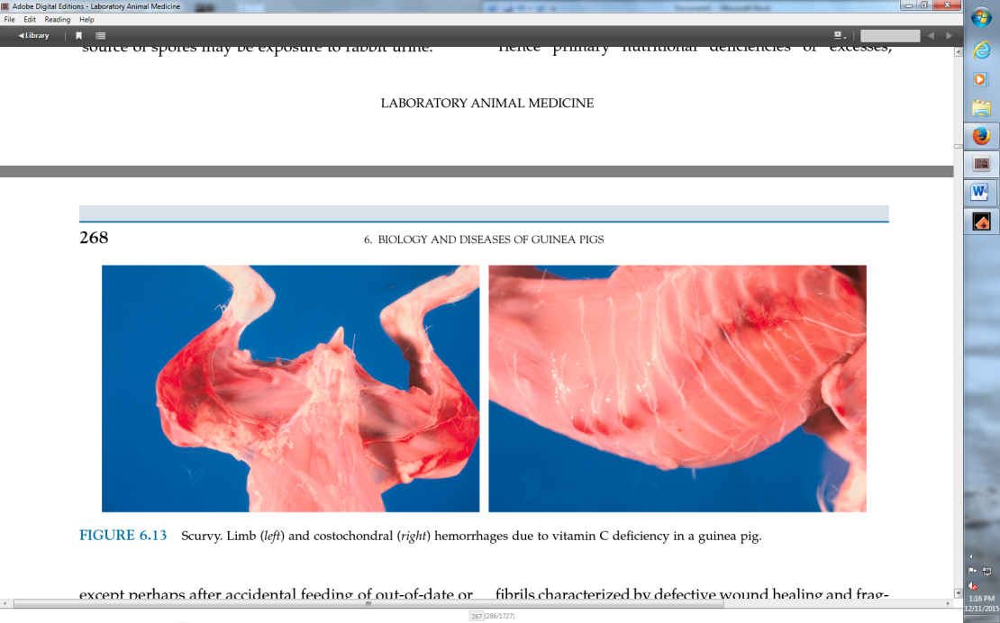 Adobe Digital Editions - Laboratory Animal Medicine
File Edit Reading Help
Library
source of spores may be exposure to rabbit urine.
hence primary nutritional deficiencies or excesses,
LABORATORY ANIMAL MEDICINE
268
6. BIOLOGY AND DISEASES OF GUINEA PIGS
FIGURE 6.13 Scurvy. Limb (left) and costochondral (right) hemorrhages due to vitamin C deficiency in a guinea pig.
except perhaps after accidental feeding of out-of-date or
fibrils characterized by defective wound healing and frag-
267 (286/1727)
1:16 PM
12/11/2015